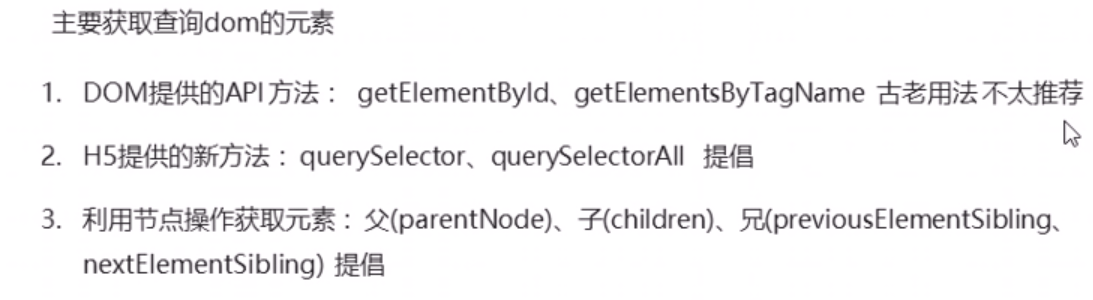 主要获取查询dom的元素
1. DOM提供的API 方法： getElementById、getElementsByTagName 古老用法 不太推荐
2. H5提供的新方法：querySelector、querySelectorAll 提倡
3. 利用节点操作获取元素：父(parentNode)、子(children)、兄(previousElementSibling、
nextElementSibling) 提倡